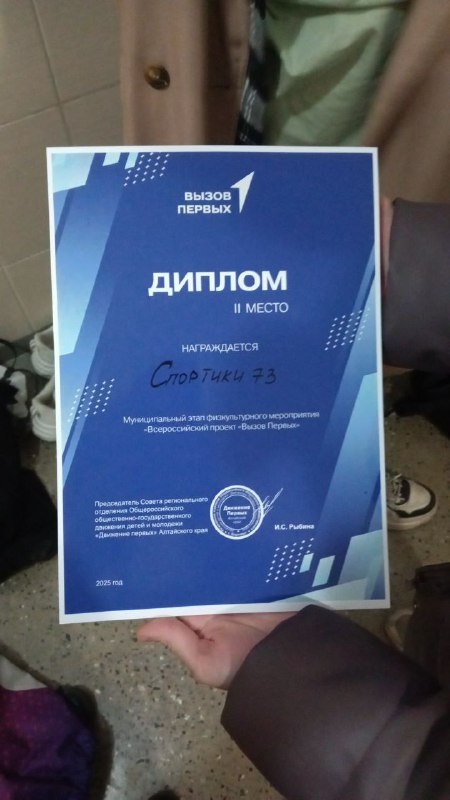 ВЫЗОВ
ПЕРВЫХ
ДИПЛОМ
II МЕСТО
НАГРАЖДАЕТСЯ
Спортики 73
Муниципальный этап физкультурного мероприятия
«Всероссийский проект «Вызов Первых»
Председатель Совета регионального
отделения Общероссийского
общественно-государственного
движения детей и молодежи
«Движение первых» Алтайского края
Движение
Первых
И.С. Рыбина
2025 год